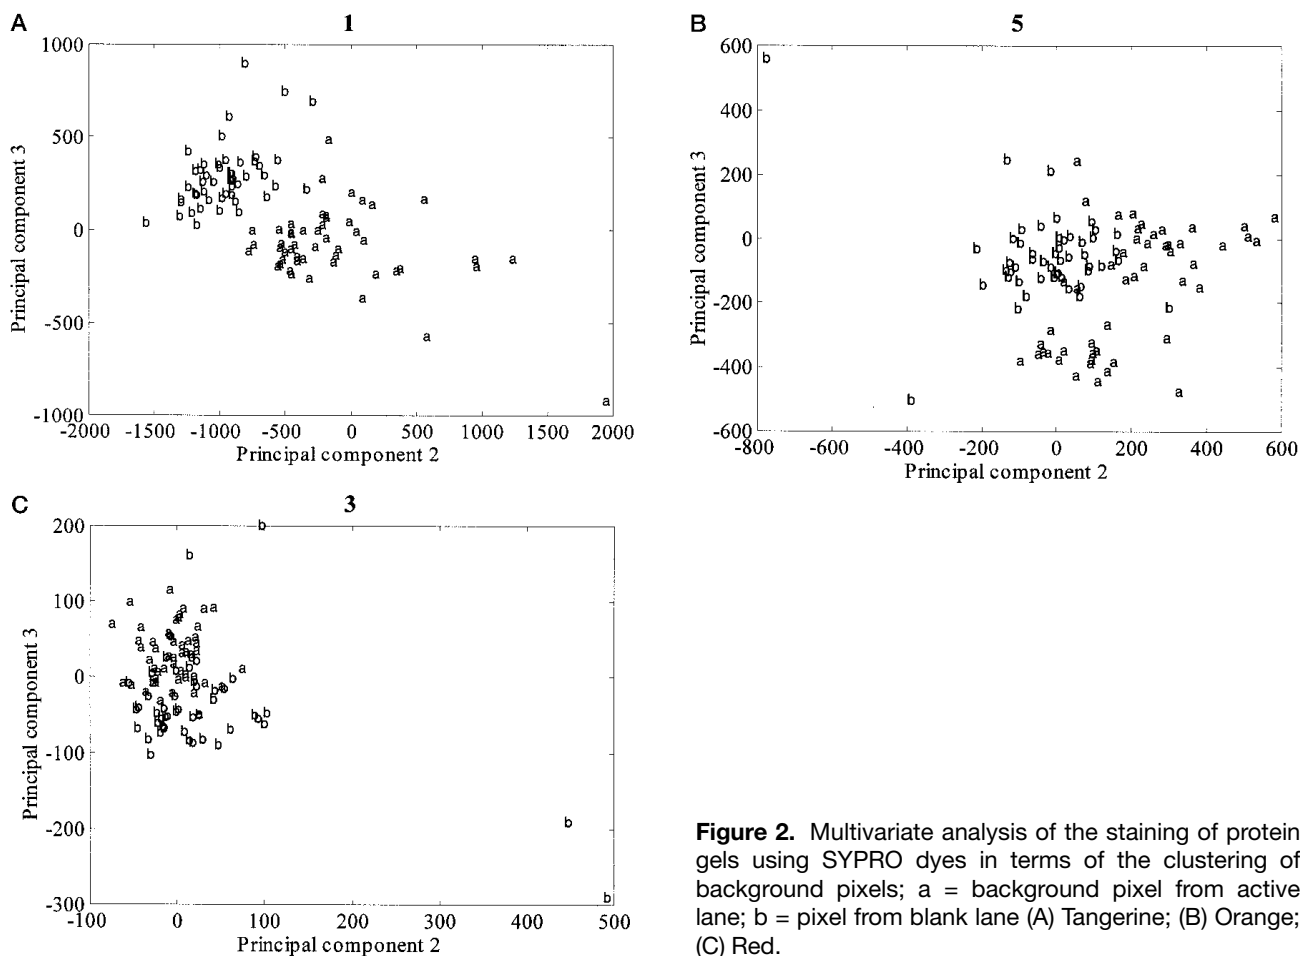 A
1
1000
500
0
-500
-1000
-2000 -1500 -1000 -500 0 500 1000 1500 2000
Principal component 2
Principal component 3
B
5
600
400
200
0
-200
-400
-600
-800 -600 -400 -200 0 200 400 600
Principal component 2
Principal component 3
C
3
200
100
0
-100
-200
-300
-100 0 100 200 300 400 500
Principal component 2
Principal component 3
Figure 2. Multivariate analysis of the staining of protein
gels using SYPRO dyes in terms of the clustering of
background pixels; a = background pixel from active
lane; b = pixel from blank lane (A) Tangerine; (B) Orange;
(C) Red.